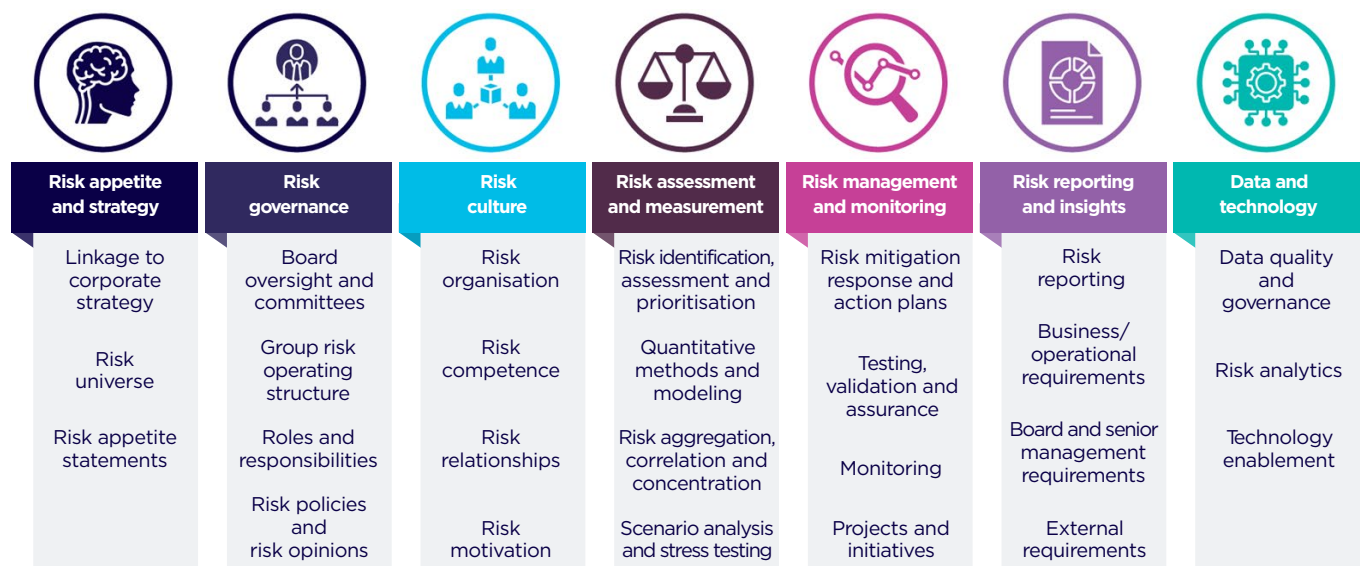 Risk appetite
and strategy
Linkage to
corporate
strategy
Risk
universe
Risk appetite
statements
Risk
governance
Board
oversight and
committees
Group risk
operating
structure
Roles and
responsibilities
Risk policies
and
risk opinions
Risk
culture
Risk
organisation
Risk
competence
Risk
relationships
Risk
motivation
Risk assessment
and measurement
Risk identification,
assessment and
prioritisation
Quantitative
methods and
modeling
Risk aggregation,
correlation and
concentration
Scenario analysis
and stress testing
Risk management
and monitoring
Risk mitigation
response and
action plans
Testing,
validation and
assurance
Monitoring
Projects and
initiatives
Risk reporting
and insights
Risk
reporting
Business/
operational
requirements
Board and senior
management
requirements
External
requirements
Data and
technology
Data quality
and
governance
Risk analytics
Technology
enablement